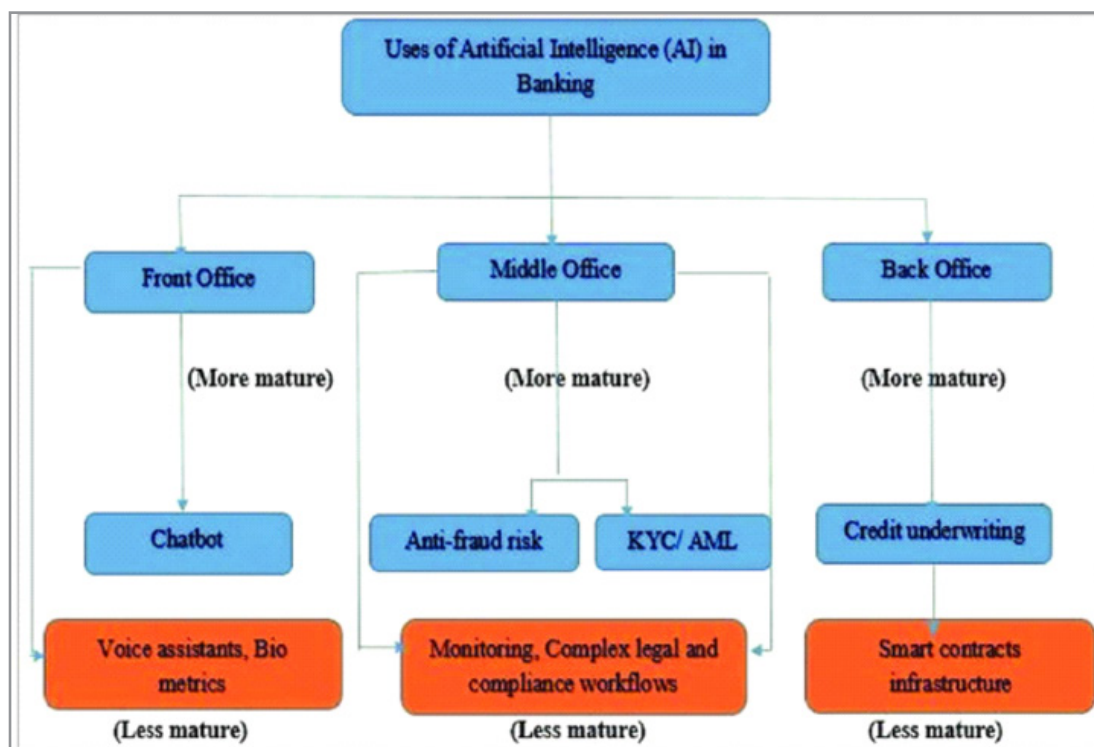 Uses of Artificial Intelligence (AI) in
Banking
Front Office
Middle Office
Back Office
(More mature)
(More mature)
(More mature)
Chatbot
Anti-fraud risk
KYC/ AML
Credit underwriting
Voice assistants, Bio
metrics
Monitoring, Complex legal and
compliance workflows
Smart contracts
infrastructure
(Less mature)
(Less mature)
(Less mature)